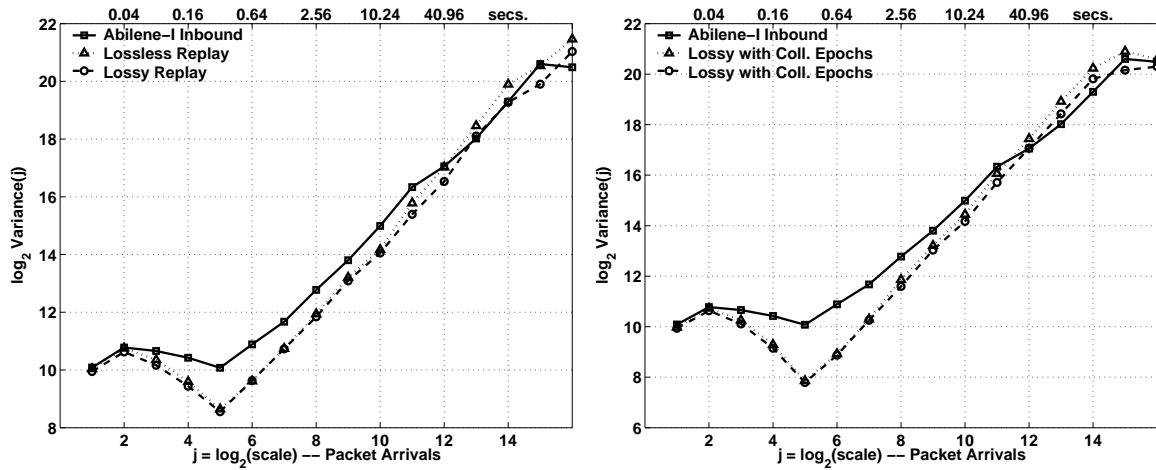 0.04 0.16 0.64 2.56 10.24 40.96 secs.
22
20
18
16
14
12
10
8
log2 Variance(j)
Abilene−I Inbound
Lossless Replay
Lossy Replay
2 4 6 8 10 12 14
j = log2(scale) −− Packet Arrivals
0.04 0.16 0.64 2.56 10.24 40.96 secs.
22
20
18
16
14
12
10
8
6
log2 Variance(j)
Abilene−I Inbound
Lossy with Coll. Epochs
Lossy with Coll. Epochs
2 4 6 8 10 12 14
j = log2(scale) −− Packet Arrivals